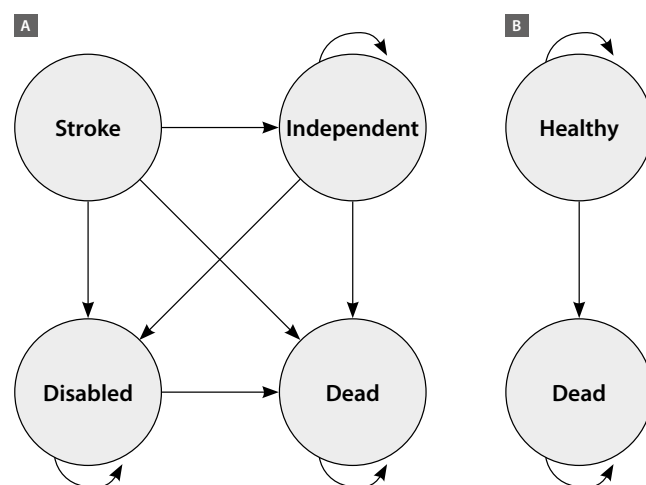 A
B
Stroke
Independent
Healthy
Disabled
Dead
Dead